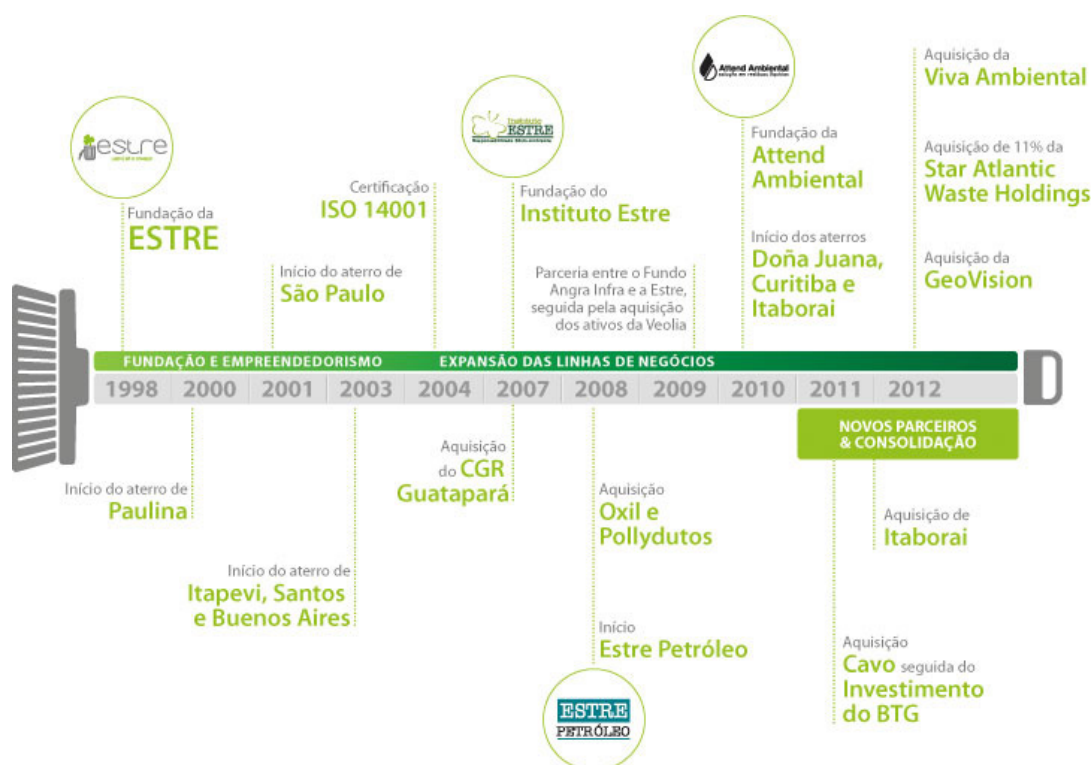 estre
Fundação da
ESTRE
Início do aterro de
São Paulo
Certificação
ISO 14001
Instituto
ESTRE
Fundação do
Instituto Estre
Parceria entre o Fundo
Angra Infra e a Estre,
seguida pela aquisição
dos ativos da Veolia
Attend Ambiental
Fundação da
Attend
Ambiental
Início dos aterros
Doña Juana,
Curitiba e
Itaborai
Aquisição da
Viva Ambiental
Aquisição de 11% da
Star Atlantic
Waste Holdings
Aquisição da
GeoVision
FUNDAÇÃO E EMPREENDEDORISMO EXPANSÃO DAS LINHAS DE NEGÓCIOS
1998 2000 2001 2003 2004 2007 2008 2009 2010 2011 2012
NOVOS PARCEIROS
& CONSOLIDAÇÃO
Início do aterro de
Paulina
Início do aterro de
Itapevi, Santos
e Buenos Aires
Aquisição
do CGR
Guatapará
Aquisição
Oxil e
Pollydutos
Início
Estre Petróleo
ESTRE
PETRÓLEO
Aquisição
Cavo seguida do
Investimento
do BTG
Aquisição de
Itaborai